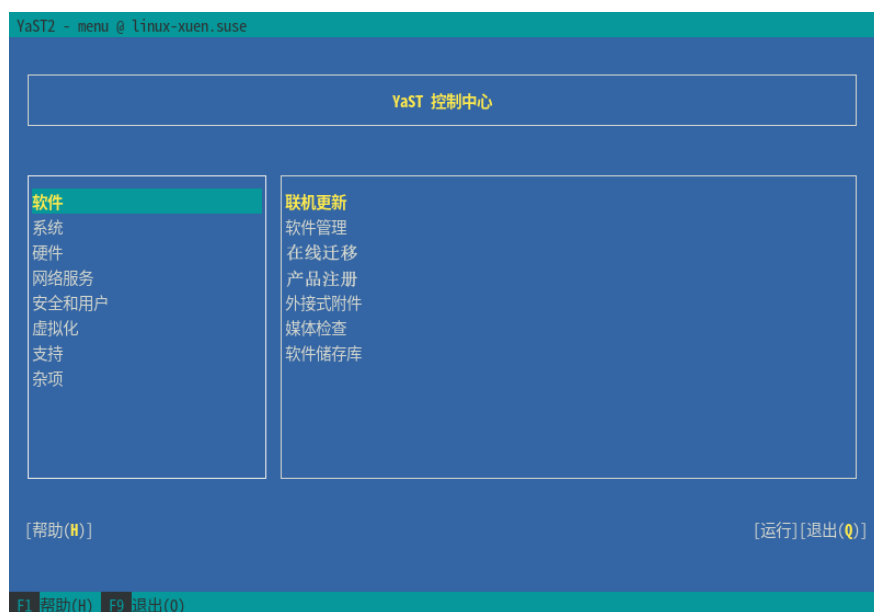 YaST2 - menu @ linux-xuen.suse
YaST 控制中心
软件
系统
硬件
网络服务
安全和用户
虚拟化
支持
杂项
联机更新
软件管理
在线迁移
产品注册
外接式附件
媒体检查
软件储存库
[帮助(H)]
[运行][退出(Q)]
F1 帮助(H) F9 退出(Q)